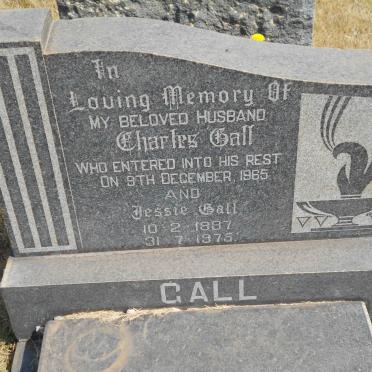 In
Loving Memory Of
MY BELOVED HUSBAND
Charles Gall
WHO ENTERED INTO HIS REST
ON 9TH DECEMBER, 1965
AND
Jessie Gall
10·2·1887
31·7·1975
GALL